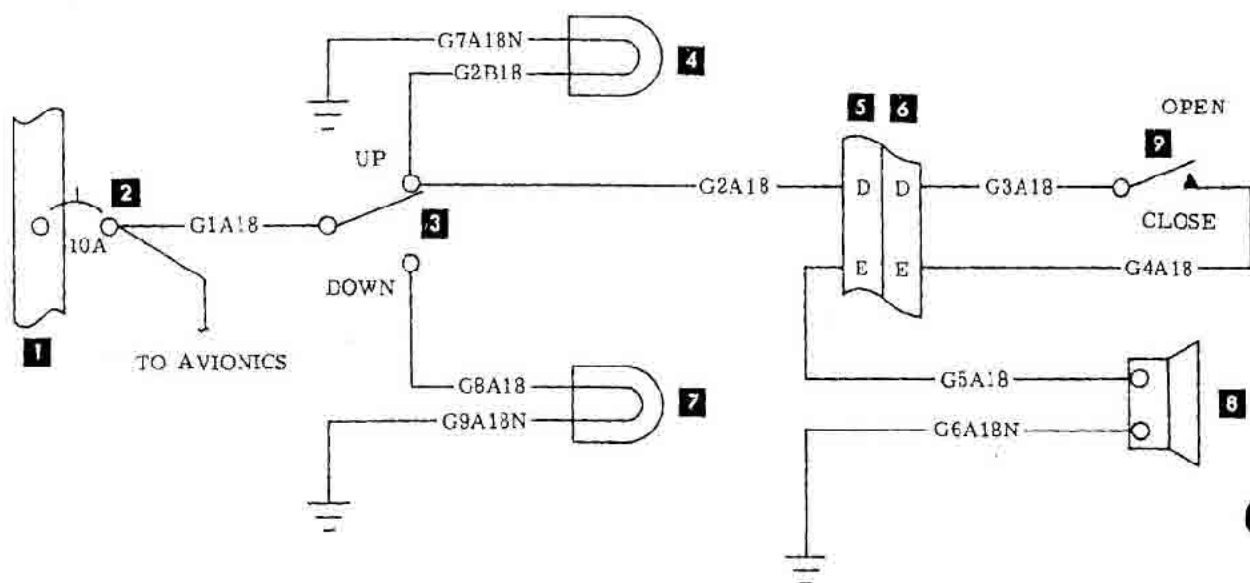 G7A18N
4
G2B18
5 6
OPEN
9
UP
2
G2A18
D D
G3A18
G1A18
3
10A
CLOSE
E E
G4A18
DOWN
1
TO AVIONICS
G8A18
7
G5A18
8
G9A18N
G6A18N